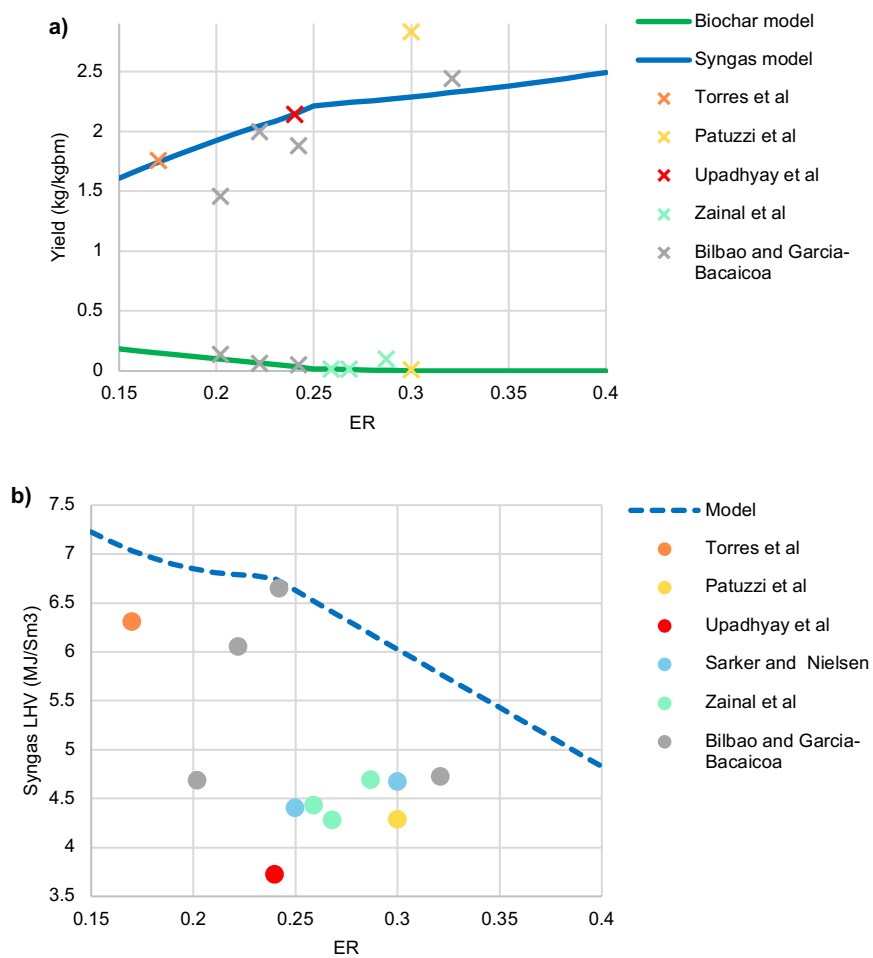 a)
Yield (kg/kgbm)
2.5
2
1.5
1
0.5
0
0.15 0.2 0.25 0.3 0.35 0.4
ER
Biochar model
Syngas model
Torres et al
Patuzzi et al
Upadhyay et al
Zainal et al
Bilbao and Garcia-
Bacaicoa
b)
Syngas LHV (MJ/Sm3)
7.5
7
6.5
6
5.5
5
4.5
4
3.5
0.15 0.2 0.25 0.3 0.35 0.4
ER
Model
Torres et al
Patuzzi et al
Upadhyay et al
Sarker and Nielsen
Zainal et al
Bilbao and Garcia-
Bacaicoa